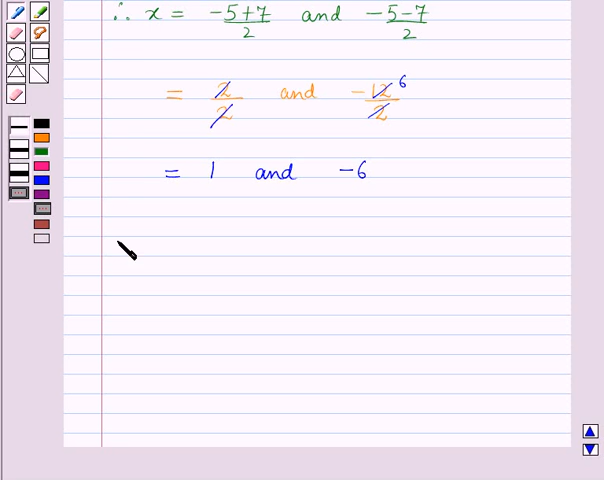 ∴ x = -5+7/2 and -5-7/2
= 2/2 and -12/2 6
= 1 and -6